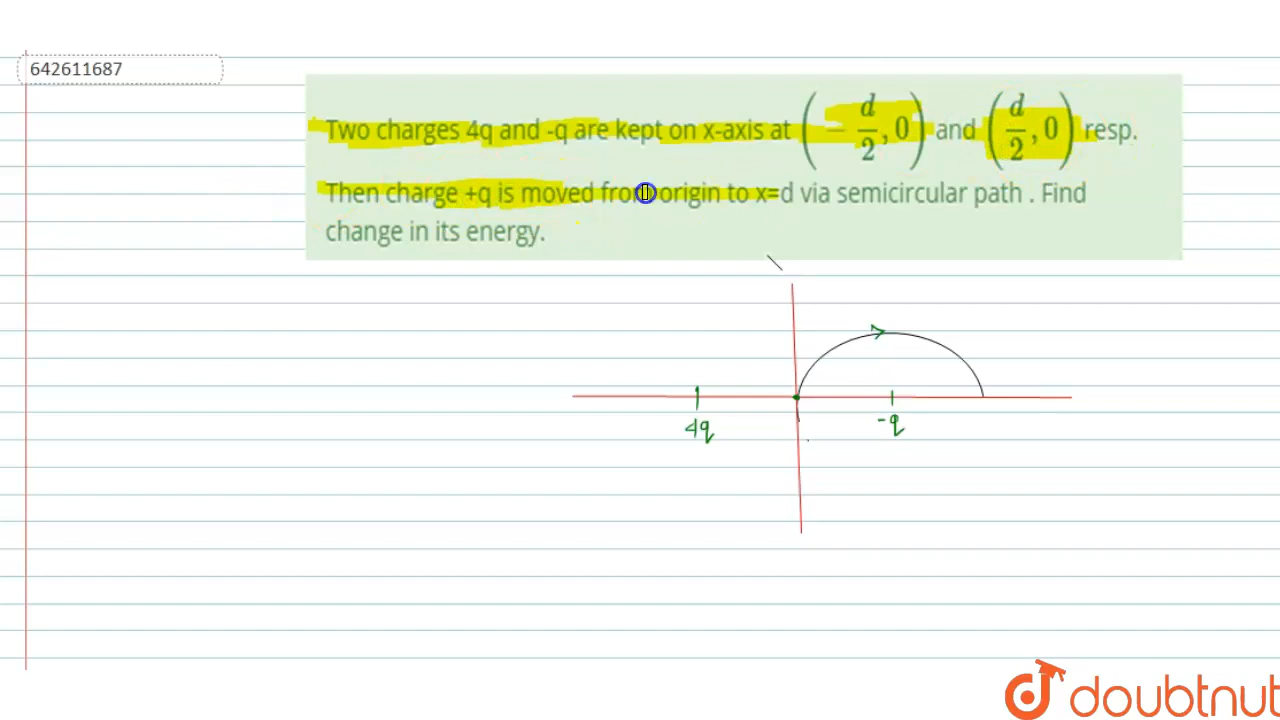 642611687
Two charges 4q and -q are kept on x-axis at (-d/2, 0) and (d/2, 0) resp.
Then charge +q is moved from origin to x=d via semicircular path . Find
change in its energy.
4q
-q
doubtnut